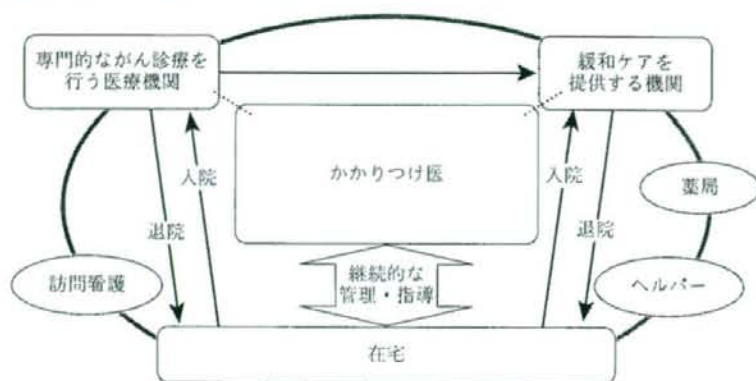 専門的ながん診療を
行う医療機関
緩和ケアを
提供する機関
かかりつけ医
入院
退院
入院
退院
薬局
訪問看護
継続的な
管理・指導
ヘルパー
在宅